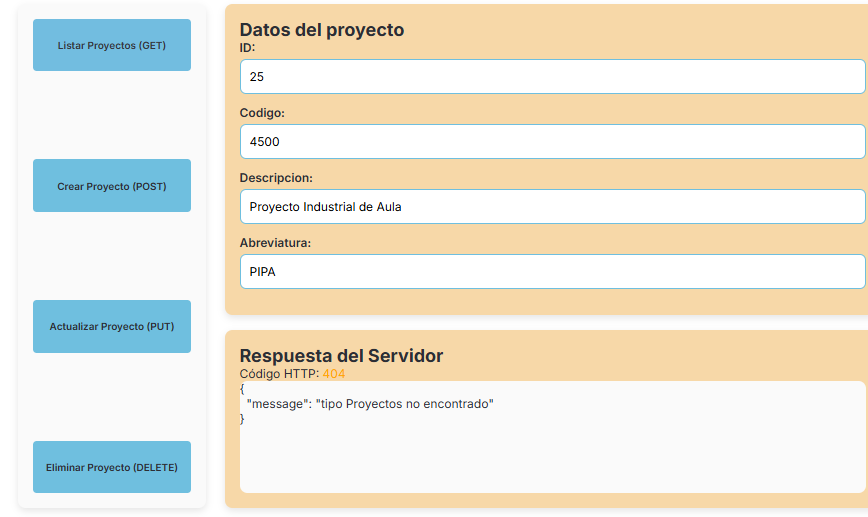 Listar Proyectos (GET)
Crear Proyecto (POST)
Actualizar Proyecto (PUT)
Eliminar Proyecto (DELETE)
Datos del proyecto
ID:
25
Codigo:
4500
Descripcion:
Proyecto Industrial de Aula
Abreviatura:
PIPA
Respuesta del Servidor
Código HTTP: 404
{
"message": "tipo Proyectos no encontrado"
}